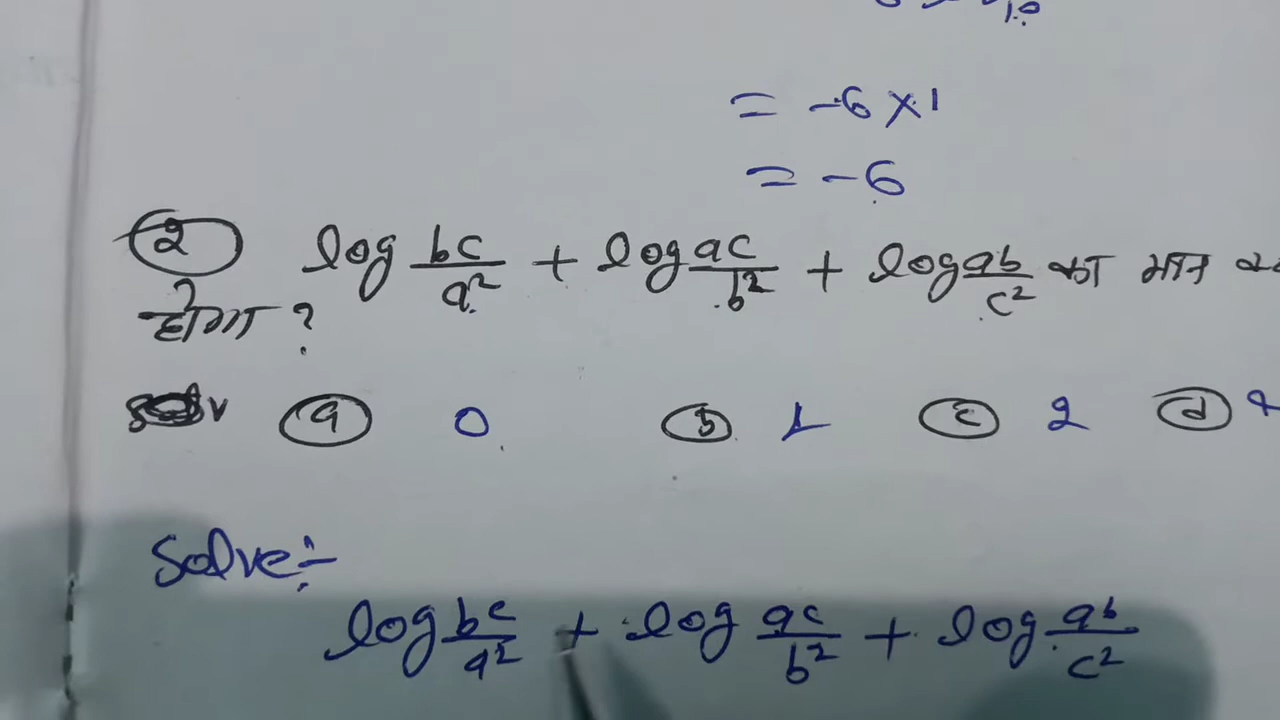 = -6 × 1
= -6
② log bc/a² + log ac/b² + log ab/c² का मान
होगा ?
ⓐ 0 ⓑ 1 ⓒ 2 ⓓ
Solve:-
log bc/a² + log ac/b² + log ab/c²